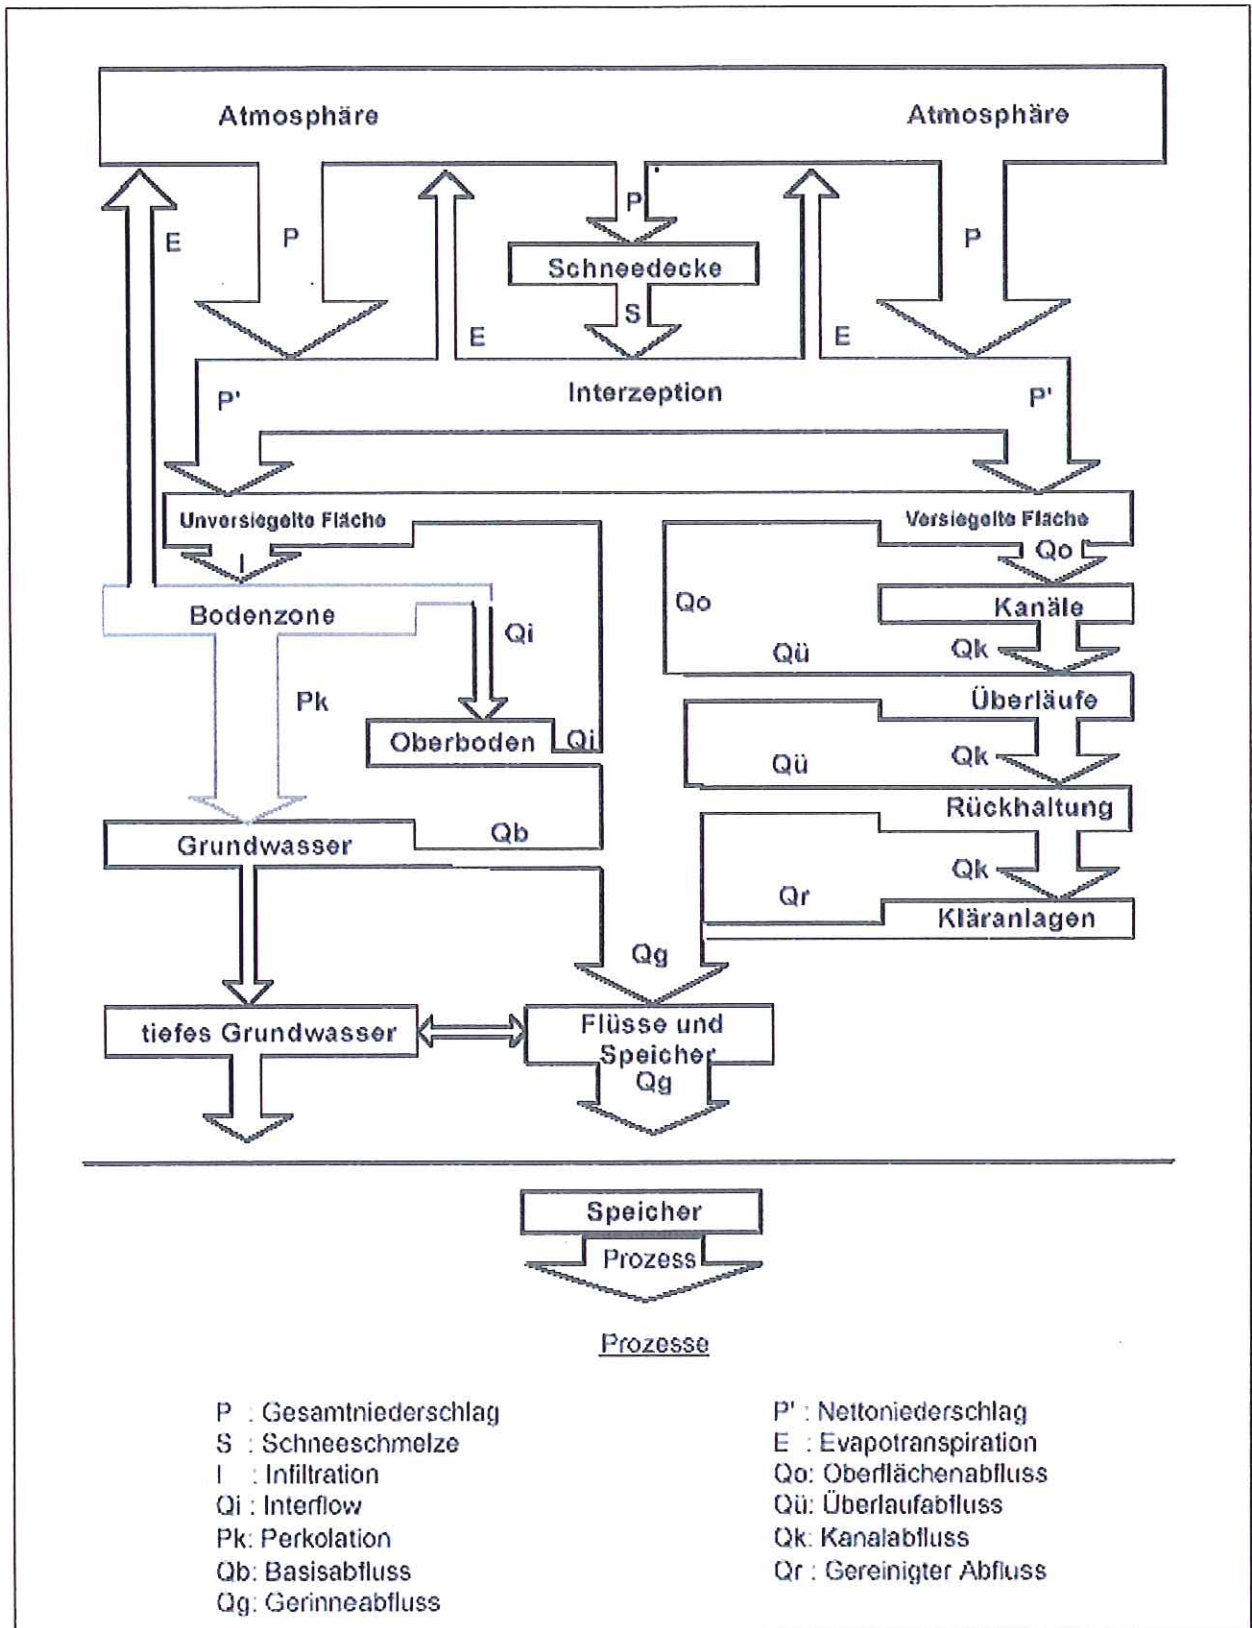 Atmosphäre Atmosphäre
P
E P P
Schneedecke
S
E E
P' Interzeption P'
Unversiegelte Fläche Versiegelte Fläche
I Qo
Qo Kanäle
Bodenzone
Qi
Qü Qk
Pk Überläufe
Oberboden Qi
Qü Qk
Rückhaltung
Qb
Grundwasser
Qk
Qr
Kläranlagen
Qg
tiefes Grundwasser Flüsse und
Speicher
Qg
Speicher
Prozess
Prozesse
P : Gesamtniederschlag
S : Schneeschmelze
I : Infiltration
Qi : Interflow
Pk: Perkolation
Qb: Basisabfluss
Qg: Gerinneabfluss
P' : Nettoniederschlag
E : Evapotranspiration
Qo: Oberflächenabfluss
Qü: Überlaufabfluss
Qk: Kanalabfluss
Qr : Gereinigter Abfluss